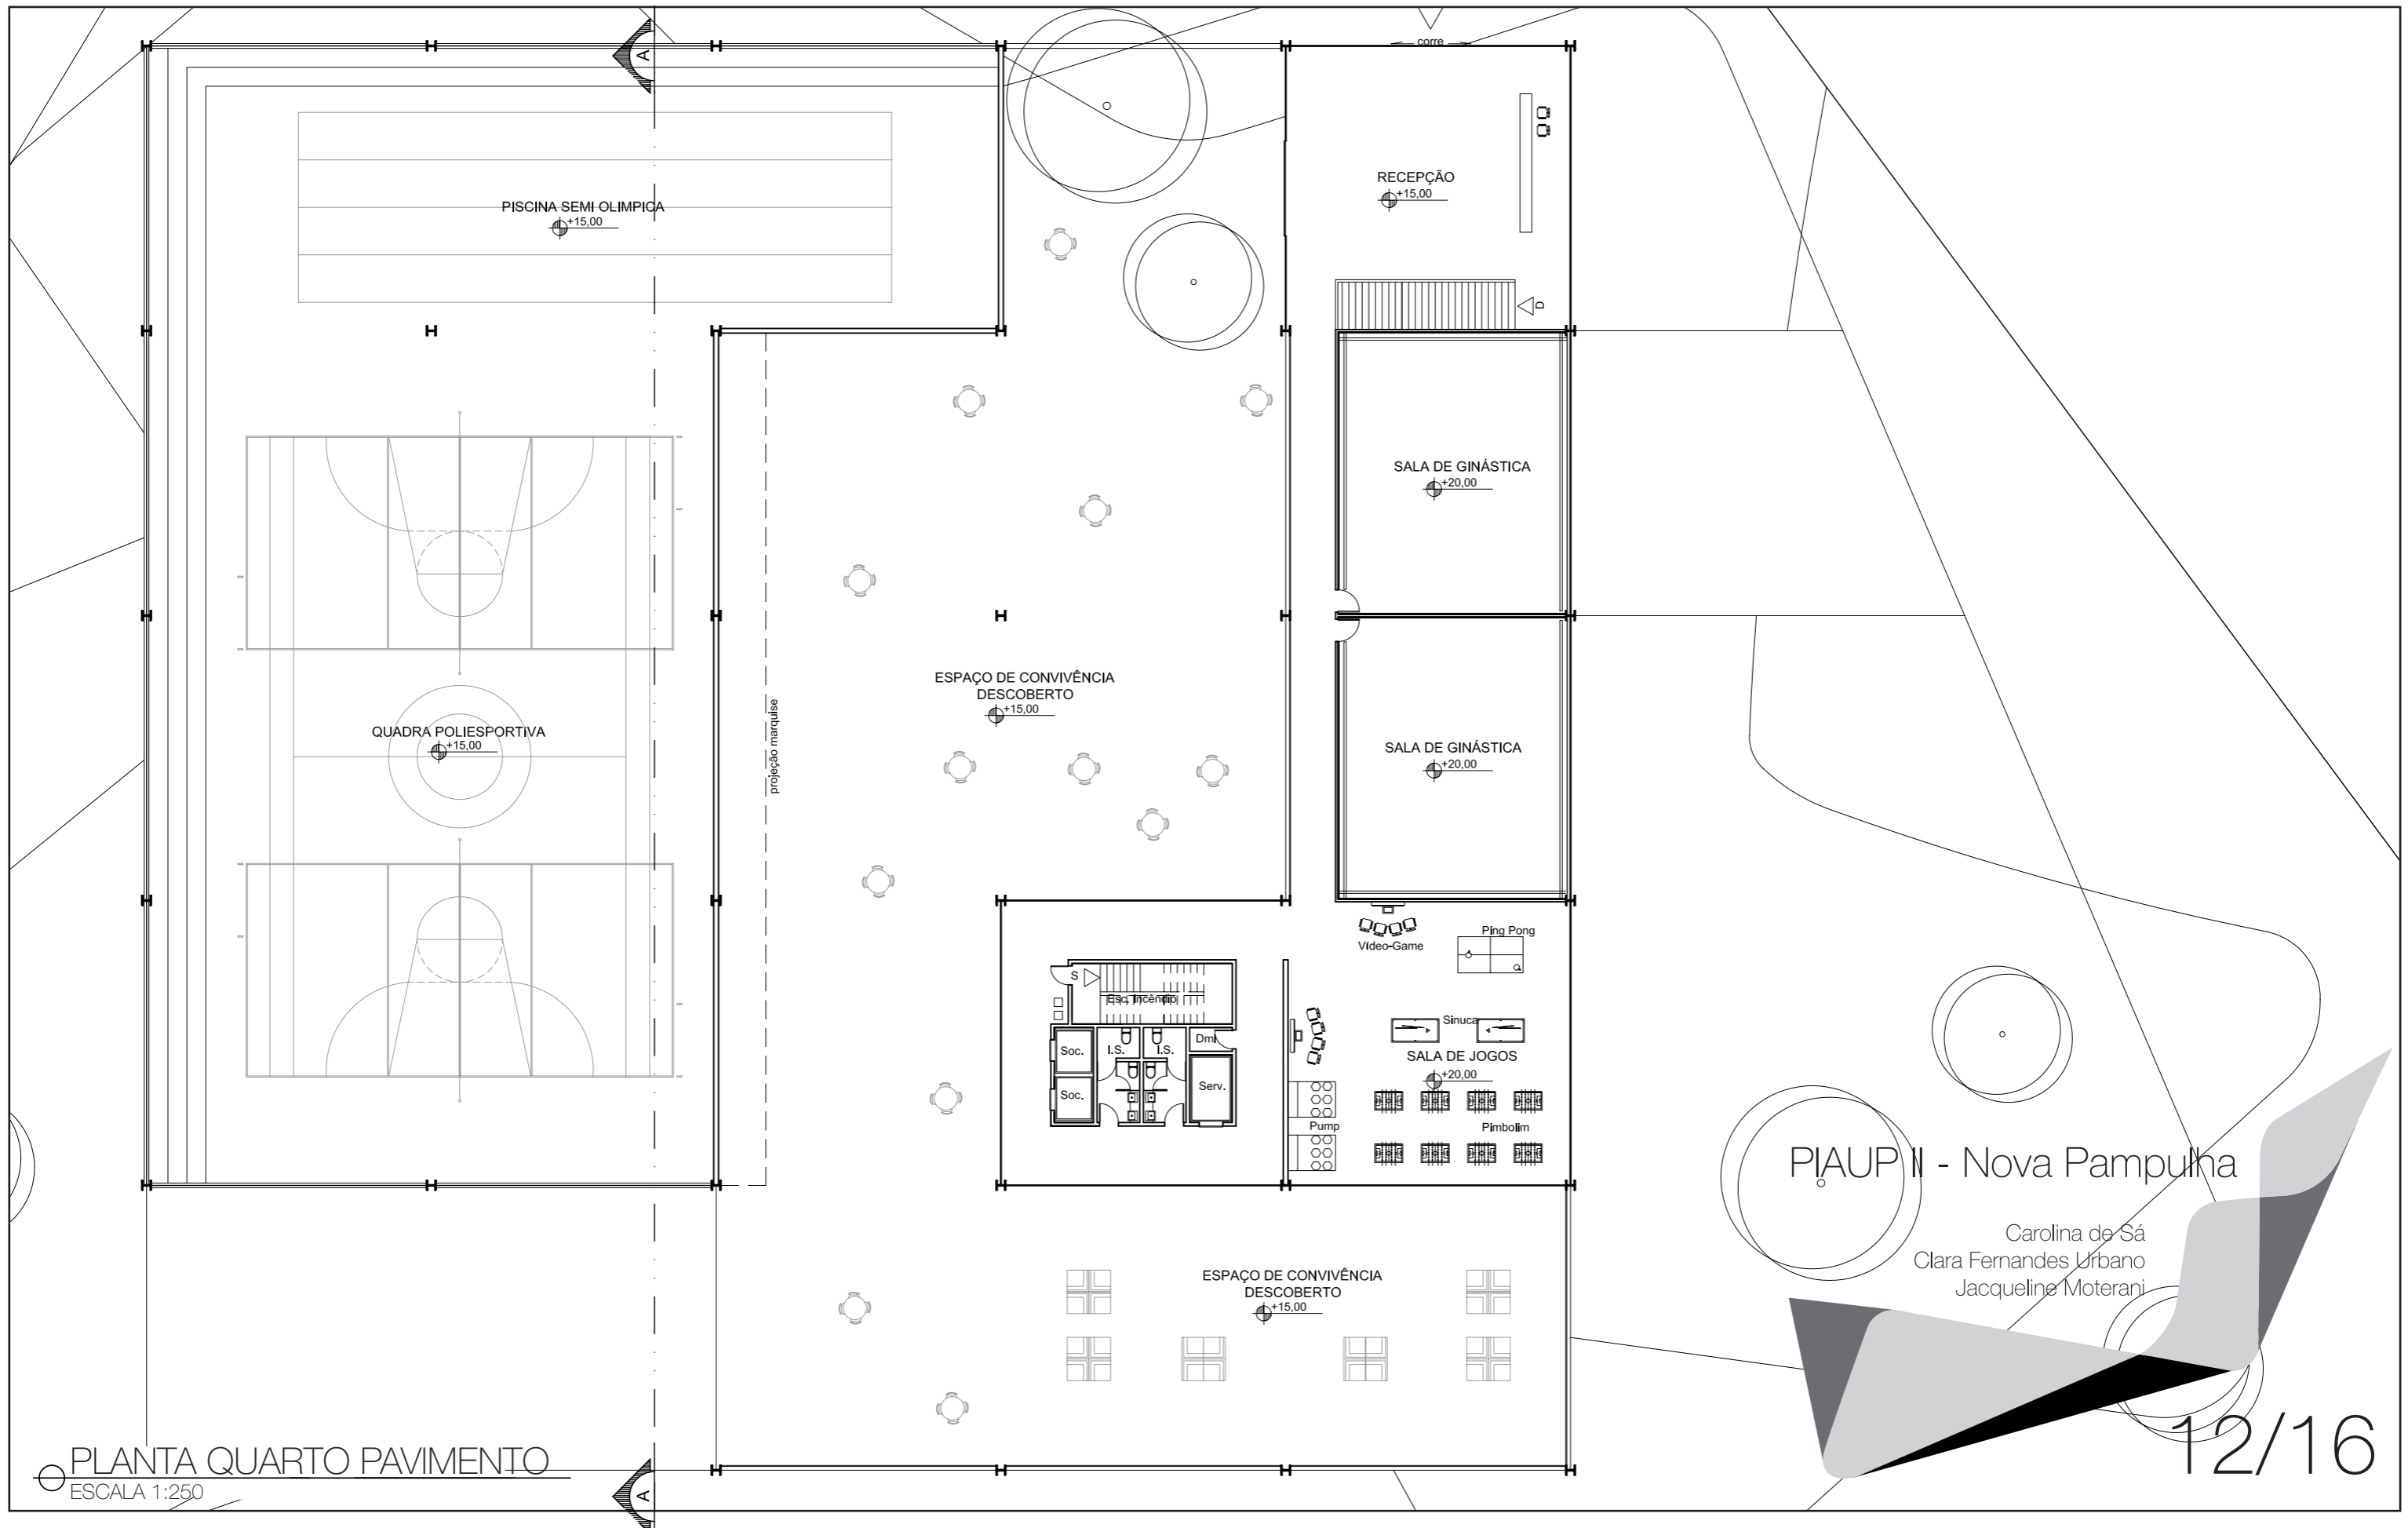 A
corre
PISCINA SEMI OLIMPICA
+15,00
RECEPÇÃO
+15,00
D
SALA DE GINÁSTICA
+20,00
ESPAÇO DE CONVIVÊNCIA
DESCOBERTO
+15,00
projeção marquise
QUADRA POLIESPORTIVA
+15,00
SALA DE GINÁSTICA
+20,00
Vídeo-Game
Ping Pong
S
Esc. Incêndio
Sinuca
Soc.
I.S.
I.S.
Dml
SALA DE JOGOS
+20,00
Soc.
Serv.
Pump
Pimbolim
PIAUP II - Nova Pampulha
Carolina de Sá
Clara Fernandes Urbano
Jacqueline Moterani
ESPAÇO DE CONVIVÊNCIA
DESCOBERTO
+15,00
12/16
PLANTA QUARTO PAVIMENTO
ESCALA 1:250
A